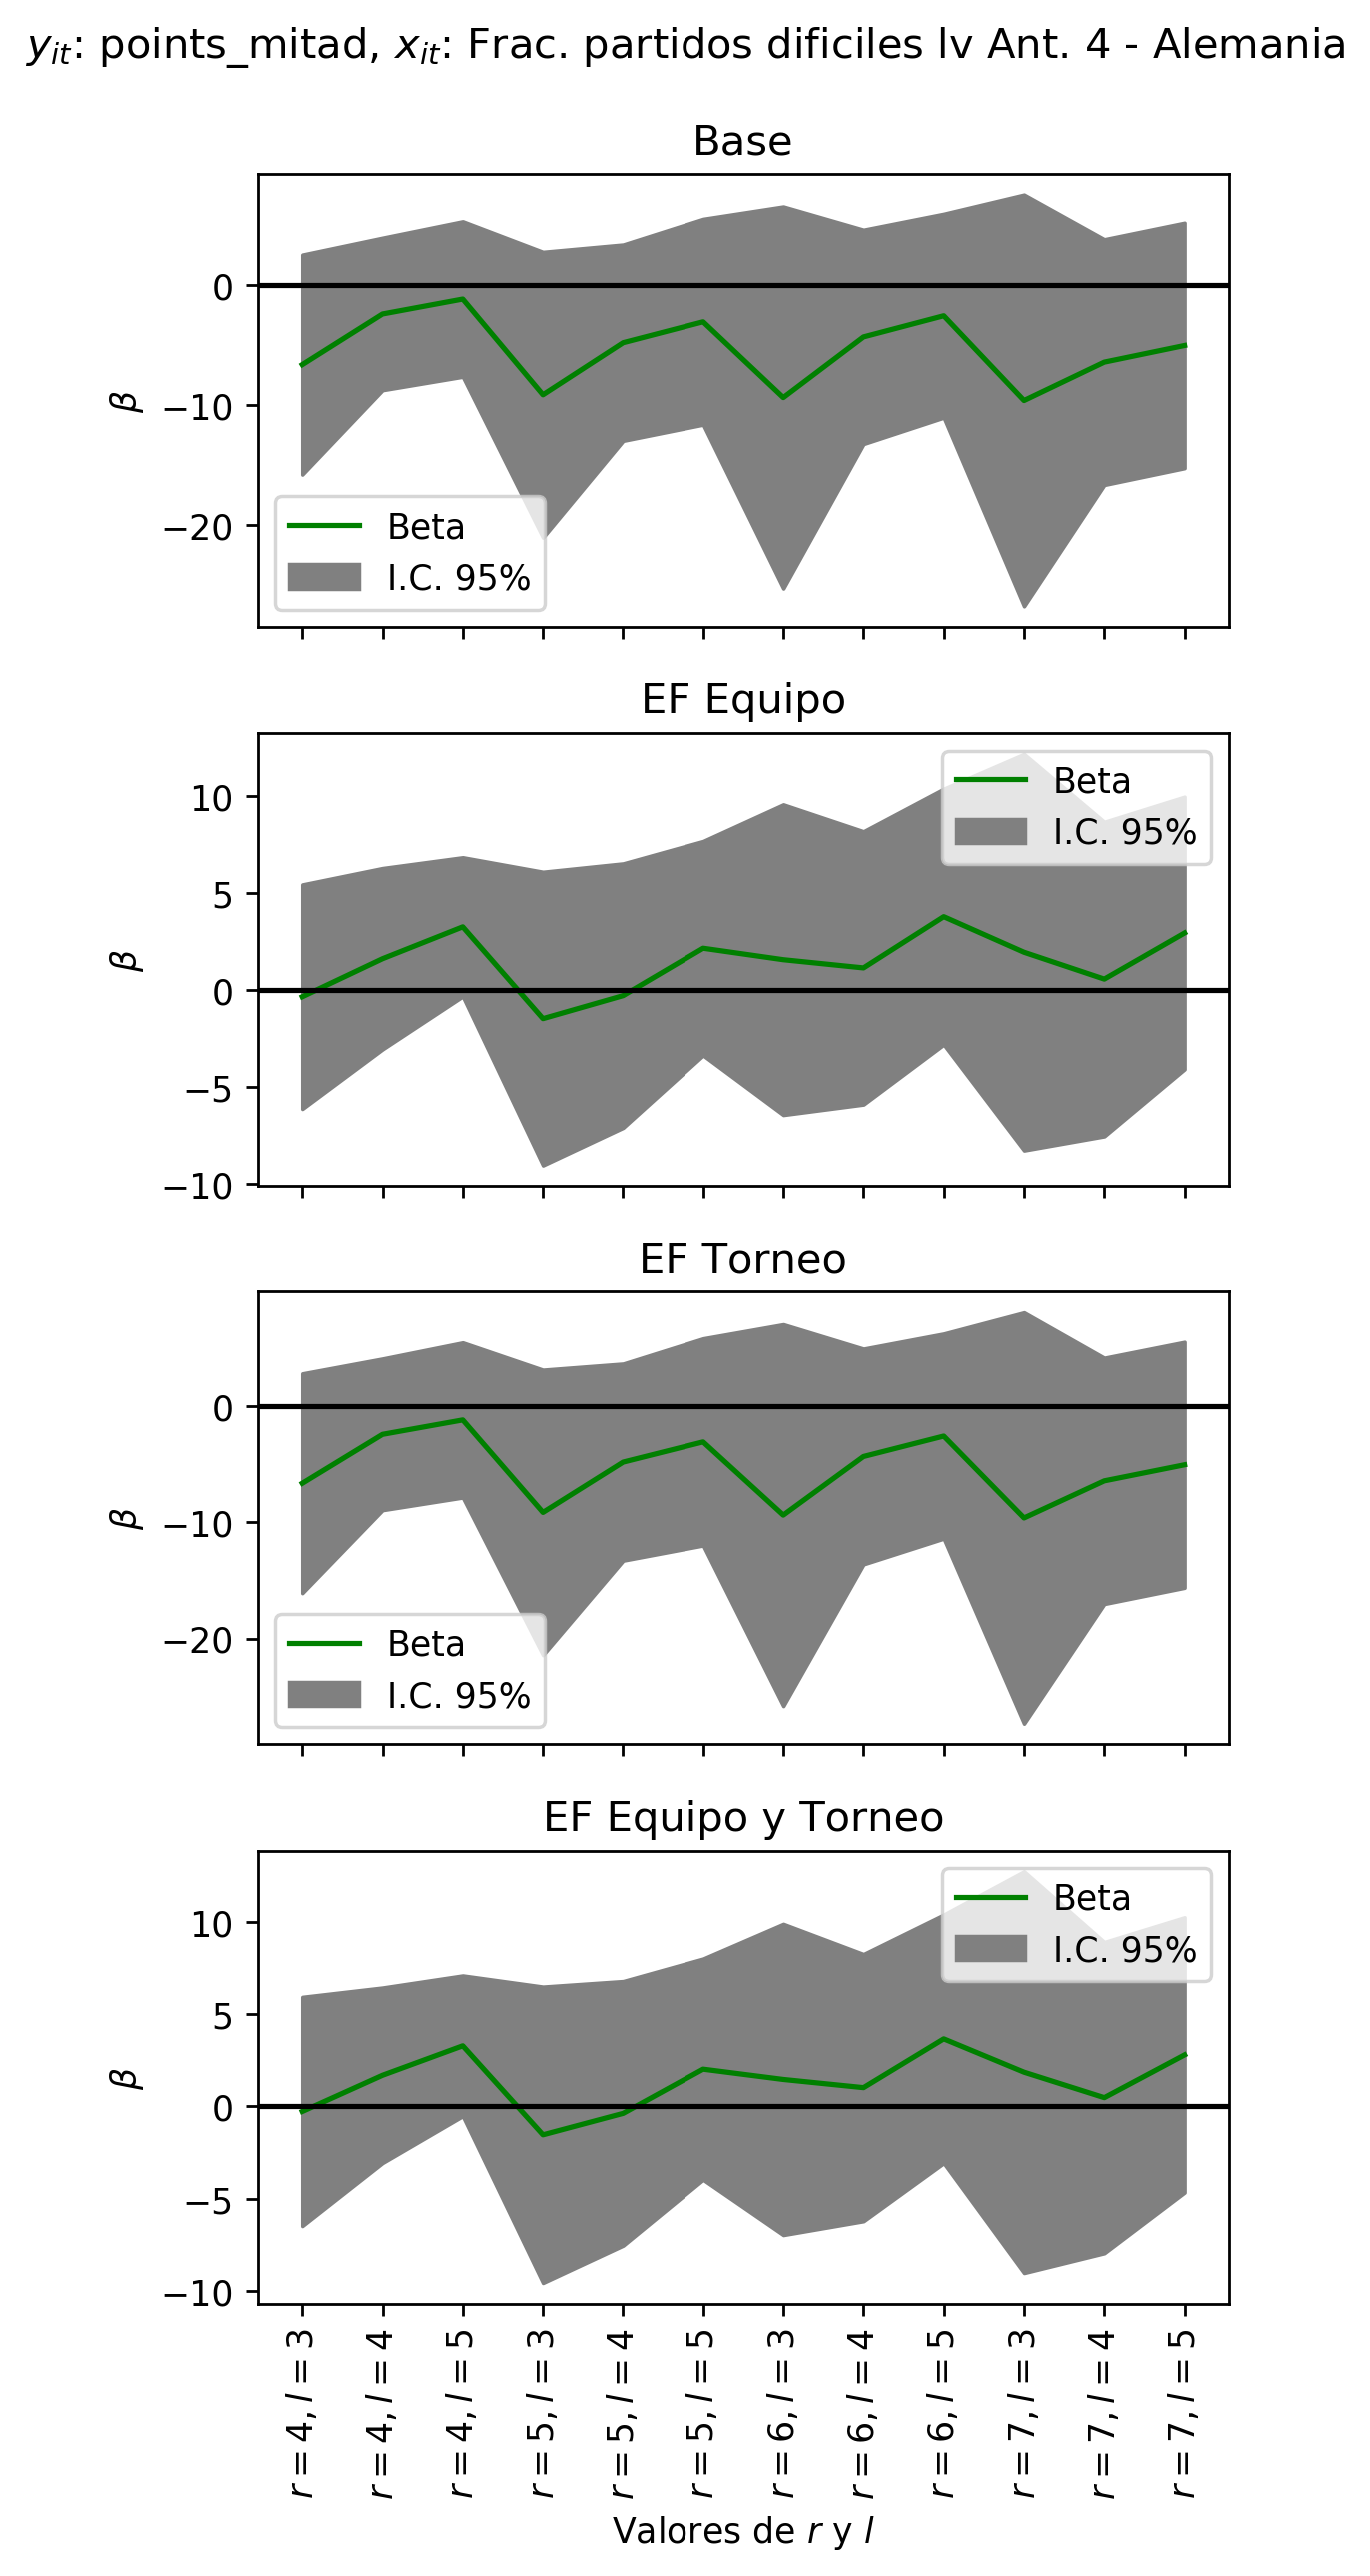 y_it: points_mitad, x_it: Frac. partidos dificiles lv Ant. 4 - Alemania
Base
0
−10
−20
β
Beta
I.C. 95%
EF Equipo
10
5
0
−5
−10
β
Beta
I.C. 95%
EF Torneo
0
−10
−20
β
Beta
I.C. 95%
EF Equipo y Torneo
10
5
0
−5
−10
β
Beta
I.C. 95%
r = 4, l = 3
r = 4, l = 4
r = 4, l = 5
r = 5, l = 3
r = 5, l = 4
r = 5, l = 5
r = 6, l = 3
r = 6, l = 4
r = 6, l = 5
r = 7, l = 3
r = 7, l = 4
r = 7, l = 5
Valores de r y l